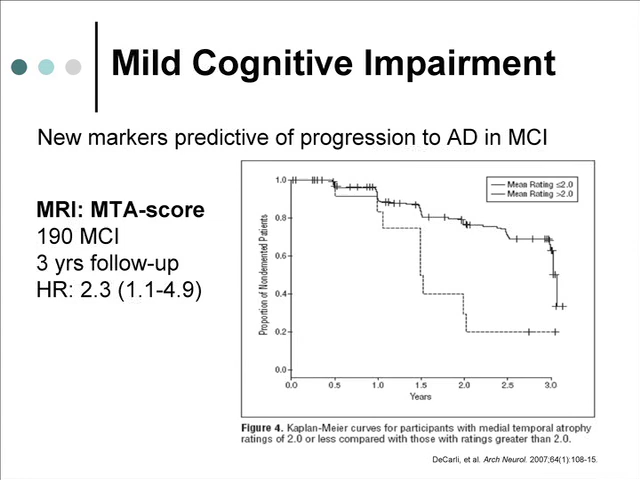 Mild Cognitive Impairment
New markers predictive of progression to AD in MCI
MRI: MTA-score
190 MCI
3 yrs follow-up
HR: 2.3 (1.1-4.9)
Mean Rating ≤2.0
Mean Rating >2.0
Proportion of Nondemented Patients
1.0
0.8
0.6
0.4
0.2
0.0
0.0 0.5 1.0 1.5 2.0 2.5 3.0
Years
Figure 4. Kaplan-Meier curves for participants with medial temporal atrophy
ratings of 2.0 or less compared with those with ratings greater than 2.0.
DeCarli, et al. Arch Neurol. 2007;64(1):108-15.